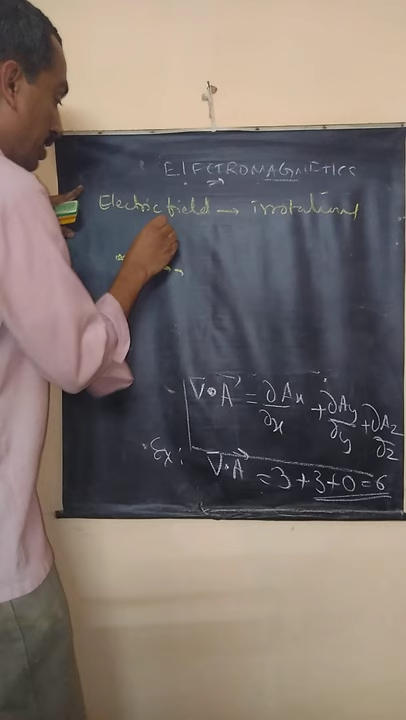 ELECTROMAGNETICS
Electric field → irrotational
∇⃗•A⃗ = ∂Ax/∂x + ∂Ay/∂y + ∂Az/∂z
Ex: ∇•A⃗ = 3+3+0=6